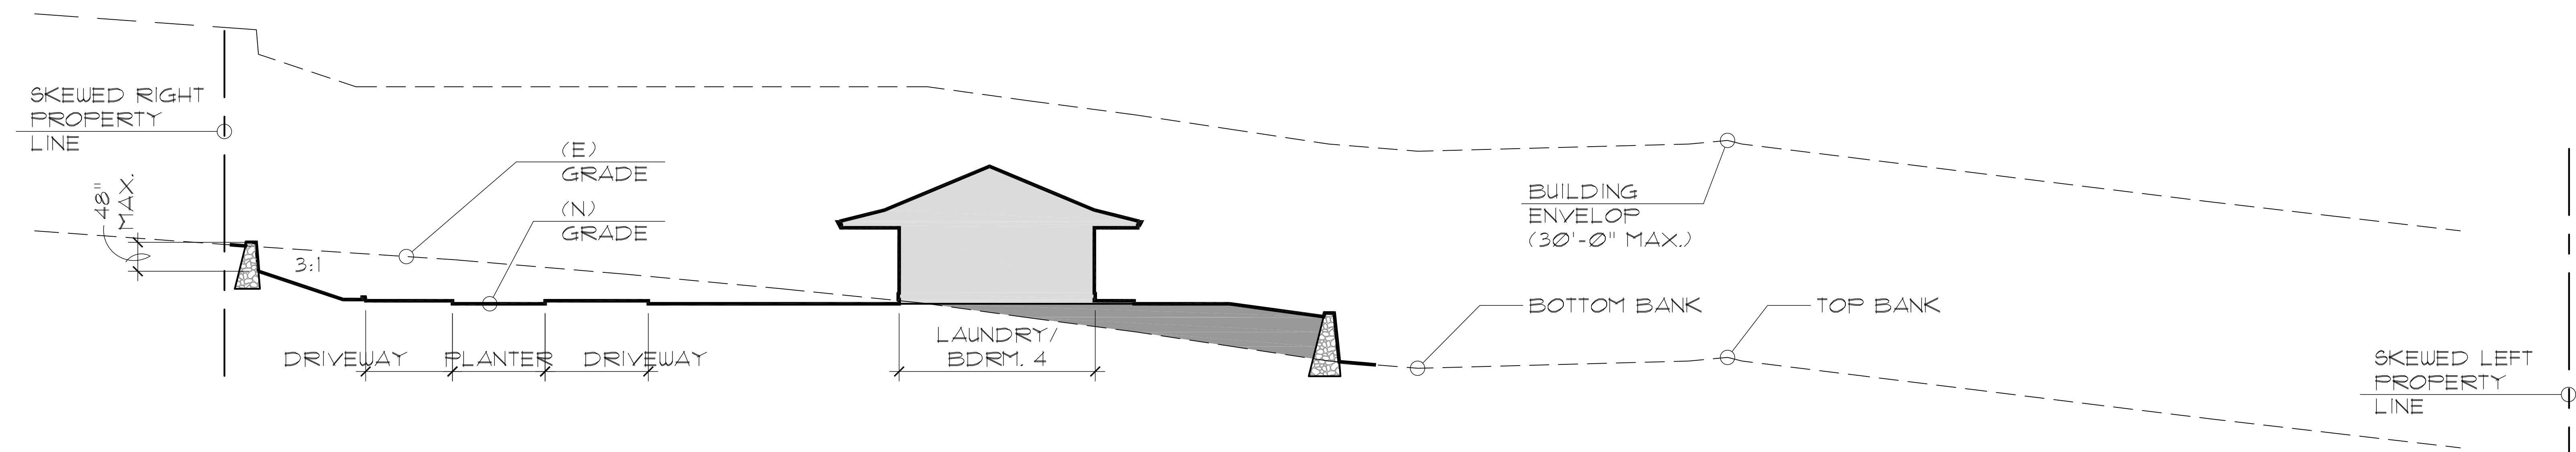 SKEWED RIGHT
PROPERTY
LINE
48"
MAX.
(E)
GRADE
(N)
GRADE
3:1
DRIVEWAY
PLANTER
DRIVEWAY
LAUNDRY/
BDRM. 4
BUILDING
ENVELOP
(30'-0" MAX.)
BOTTOM BANK
TOP BANK
SKEWED LEFT
PROPERTY
LINE